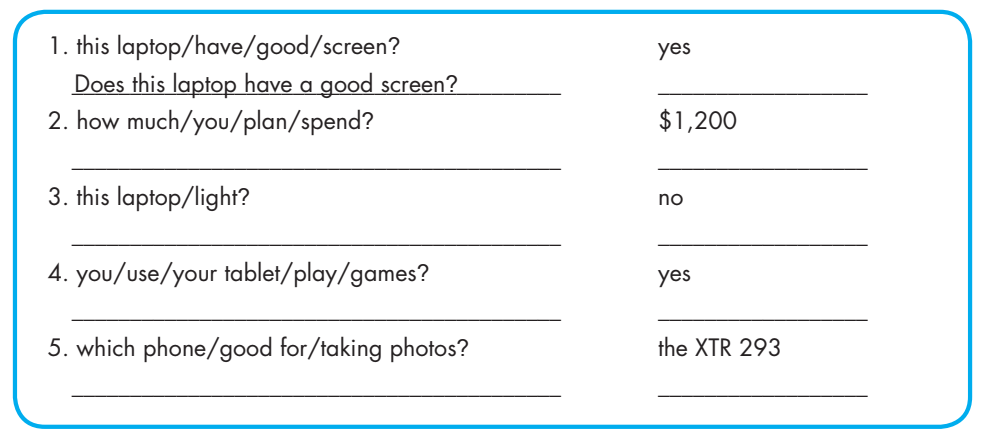 1. this laptop/have/good/screen? yes
Does this laptop have a good screen?
2. how much/you/plan/spend? $1,200
3. this laptop/light? no
4. you/use/your tablet/play/games? yes
5. which phone/good for/taking photos? the XTR 293